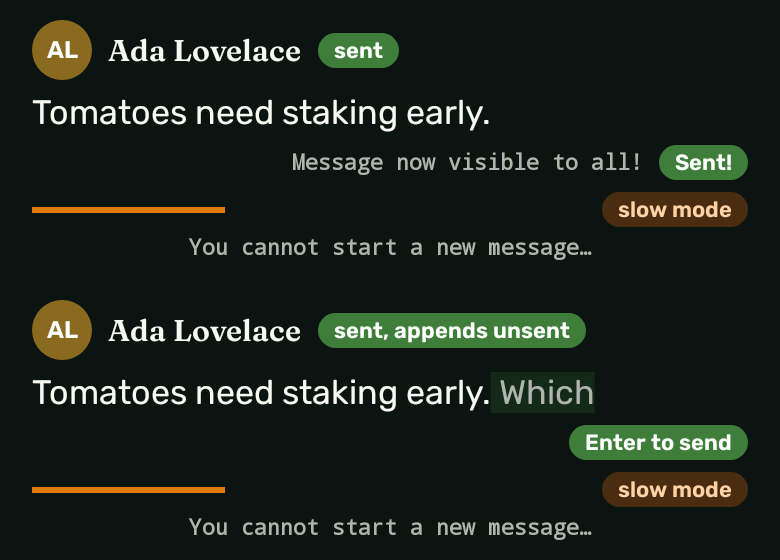 AL Ada Lovelace sent
Tomatoes need staking early.
Message now visible to all! Sent!
slow mode
You cannot start a new message…
AL Ada Lovelace sent, appends unsent
Tomatoes need staking early. Which
Enter to send
slow mode
You cannot start a new message…